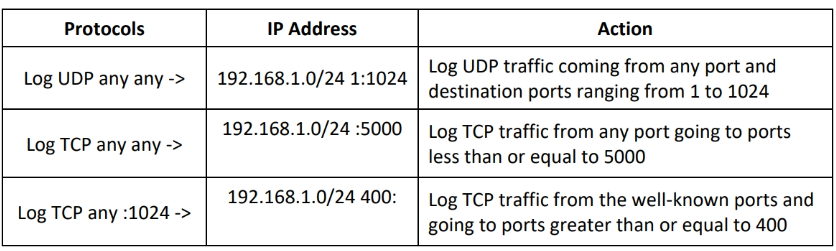 Protocols IP Address Action
Log UDP any any -> 192.168.1.0/24 1:1024 Log UDP traffic coming from any port and
destination ports ranging from 1 to 1024
Log TCP any any -> 192.168.1.0/24 :5000 Log TCP traffic from any port going to ports
less than or equal to 5000
Log TCP any :1024 -> 192.168.1.0/24 400: Log TCP traffic from the well-known ports and
going to ports greater than or equal to 400